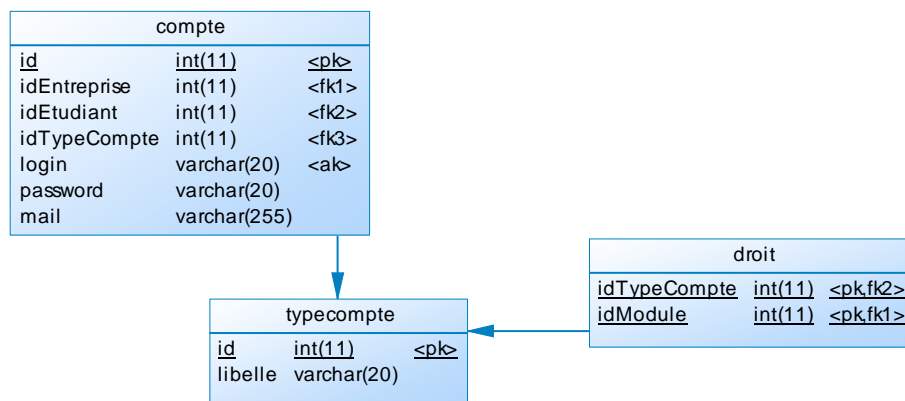 compte
id int(11) <pk>
idEntreprise int(11) <fk1>
idEtudiant int(11) <fk2>
idTypeCompte int(11) <fk3>
login varchar(20) <ak>
password varchar(20)
mail varchar(255)
droit
idTypeCompte int(11) <pk,fk2>
idModule int(11) <pk,fk1>
typecompte
id int(11) <pk>
libelle varchar(20)